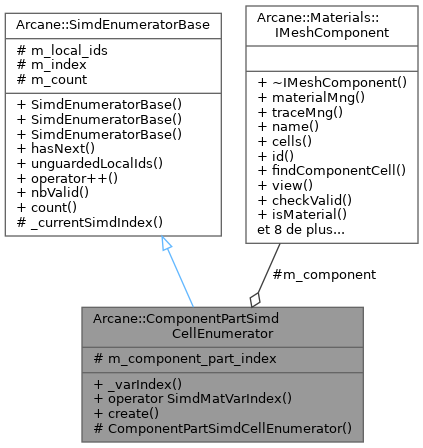 Arcane::SimdEnumeratorBase
# m_local_ids
# m_index
# m_count
+ SimdEnumeratorBase()
+ SimdEnumeratorBase()
+ SimdEnumeratorBase()
+ hasNext()
+ unguardedLocalIds()
+ operator++()
+ nbValid()
+ count()
# _currentSimdIndex()
Arcane::Materials::
IMeshComponent
+ ~IMeshComponent()
+ materialMng()
+ traceMng()
+ name()
+ cells()
+ id()
+ findComponentCell()
+ view()
+ checkValid()
+ isMaterial()
et 8 de plus...
#m_component
Arcane::ComponentPartSimd
CellEnumerator
# m_component_part_index
+ _varIndex()
+ operator SimdMatVarIndex()
+ create()
# ComponentPartSimdCellEnumerator()